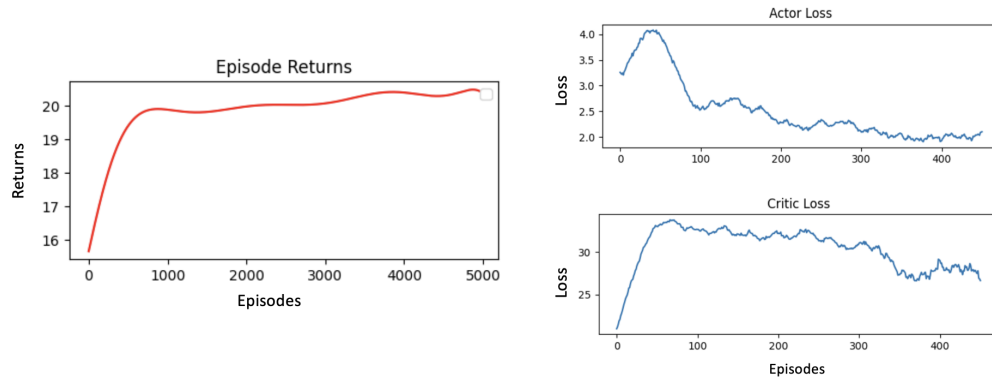 Episode Returns
Returns
20
19
18
17
16
0 1000 2000 3000 4000 5000
Episodes
Actor Loss
Loss
4.0
3.5
3.0
2.5
2.0
0 100 200 300 400
Critic Loss
Loss
30
25
0 100 200 300 400
Episodes